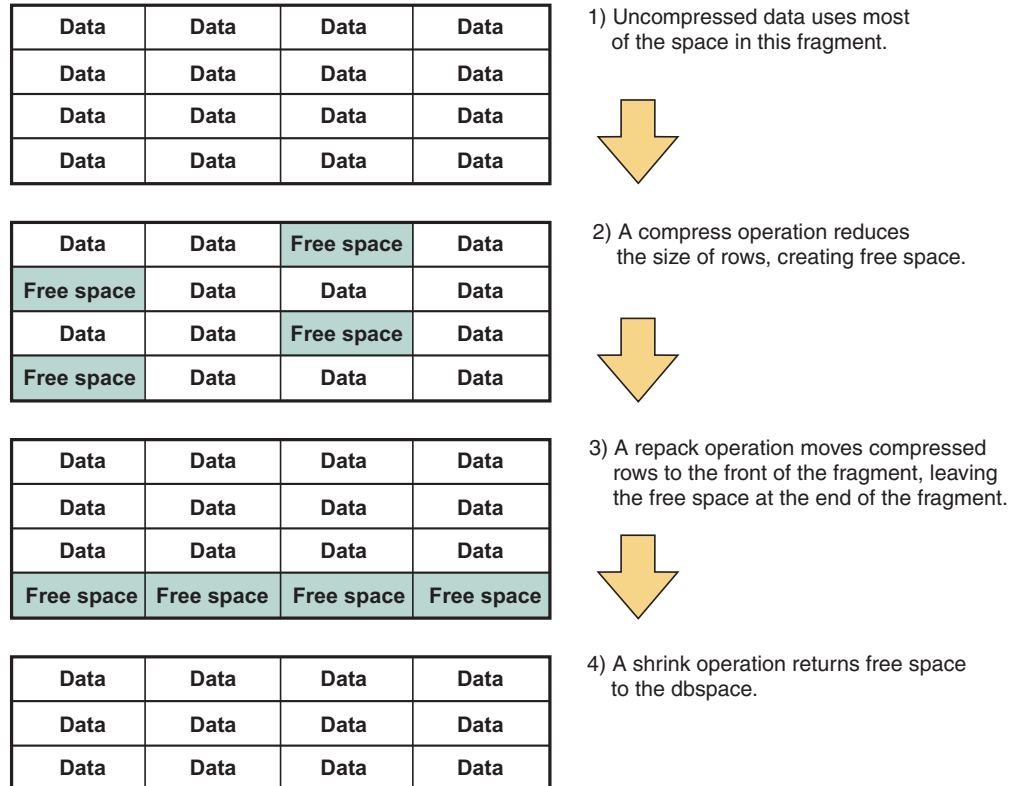 Data Data Data Data
Data Data Data Data
Data Data Data Data
Data Data Data Data
1) Uncompressed data uses most
of the space in this fragment.
Data Data Free space Data
Free space Data Data Data
Data Data Free space Data
Free space Data Data Data
2) A compress operation reduces
the size of rows, creating free space.
Data Data Data Data
Data Data Data Data
Data Data Data Data
Free space Free space Free space Free space
3) A repack operation moves compressed
rows to the front of the fragment, leaving
the free space at the end of the fragment.
Data Data Data Data
Data Data Data Data
Data Data Data Data
4) A shrink operation returns free space
to the dbspace.